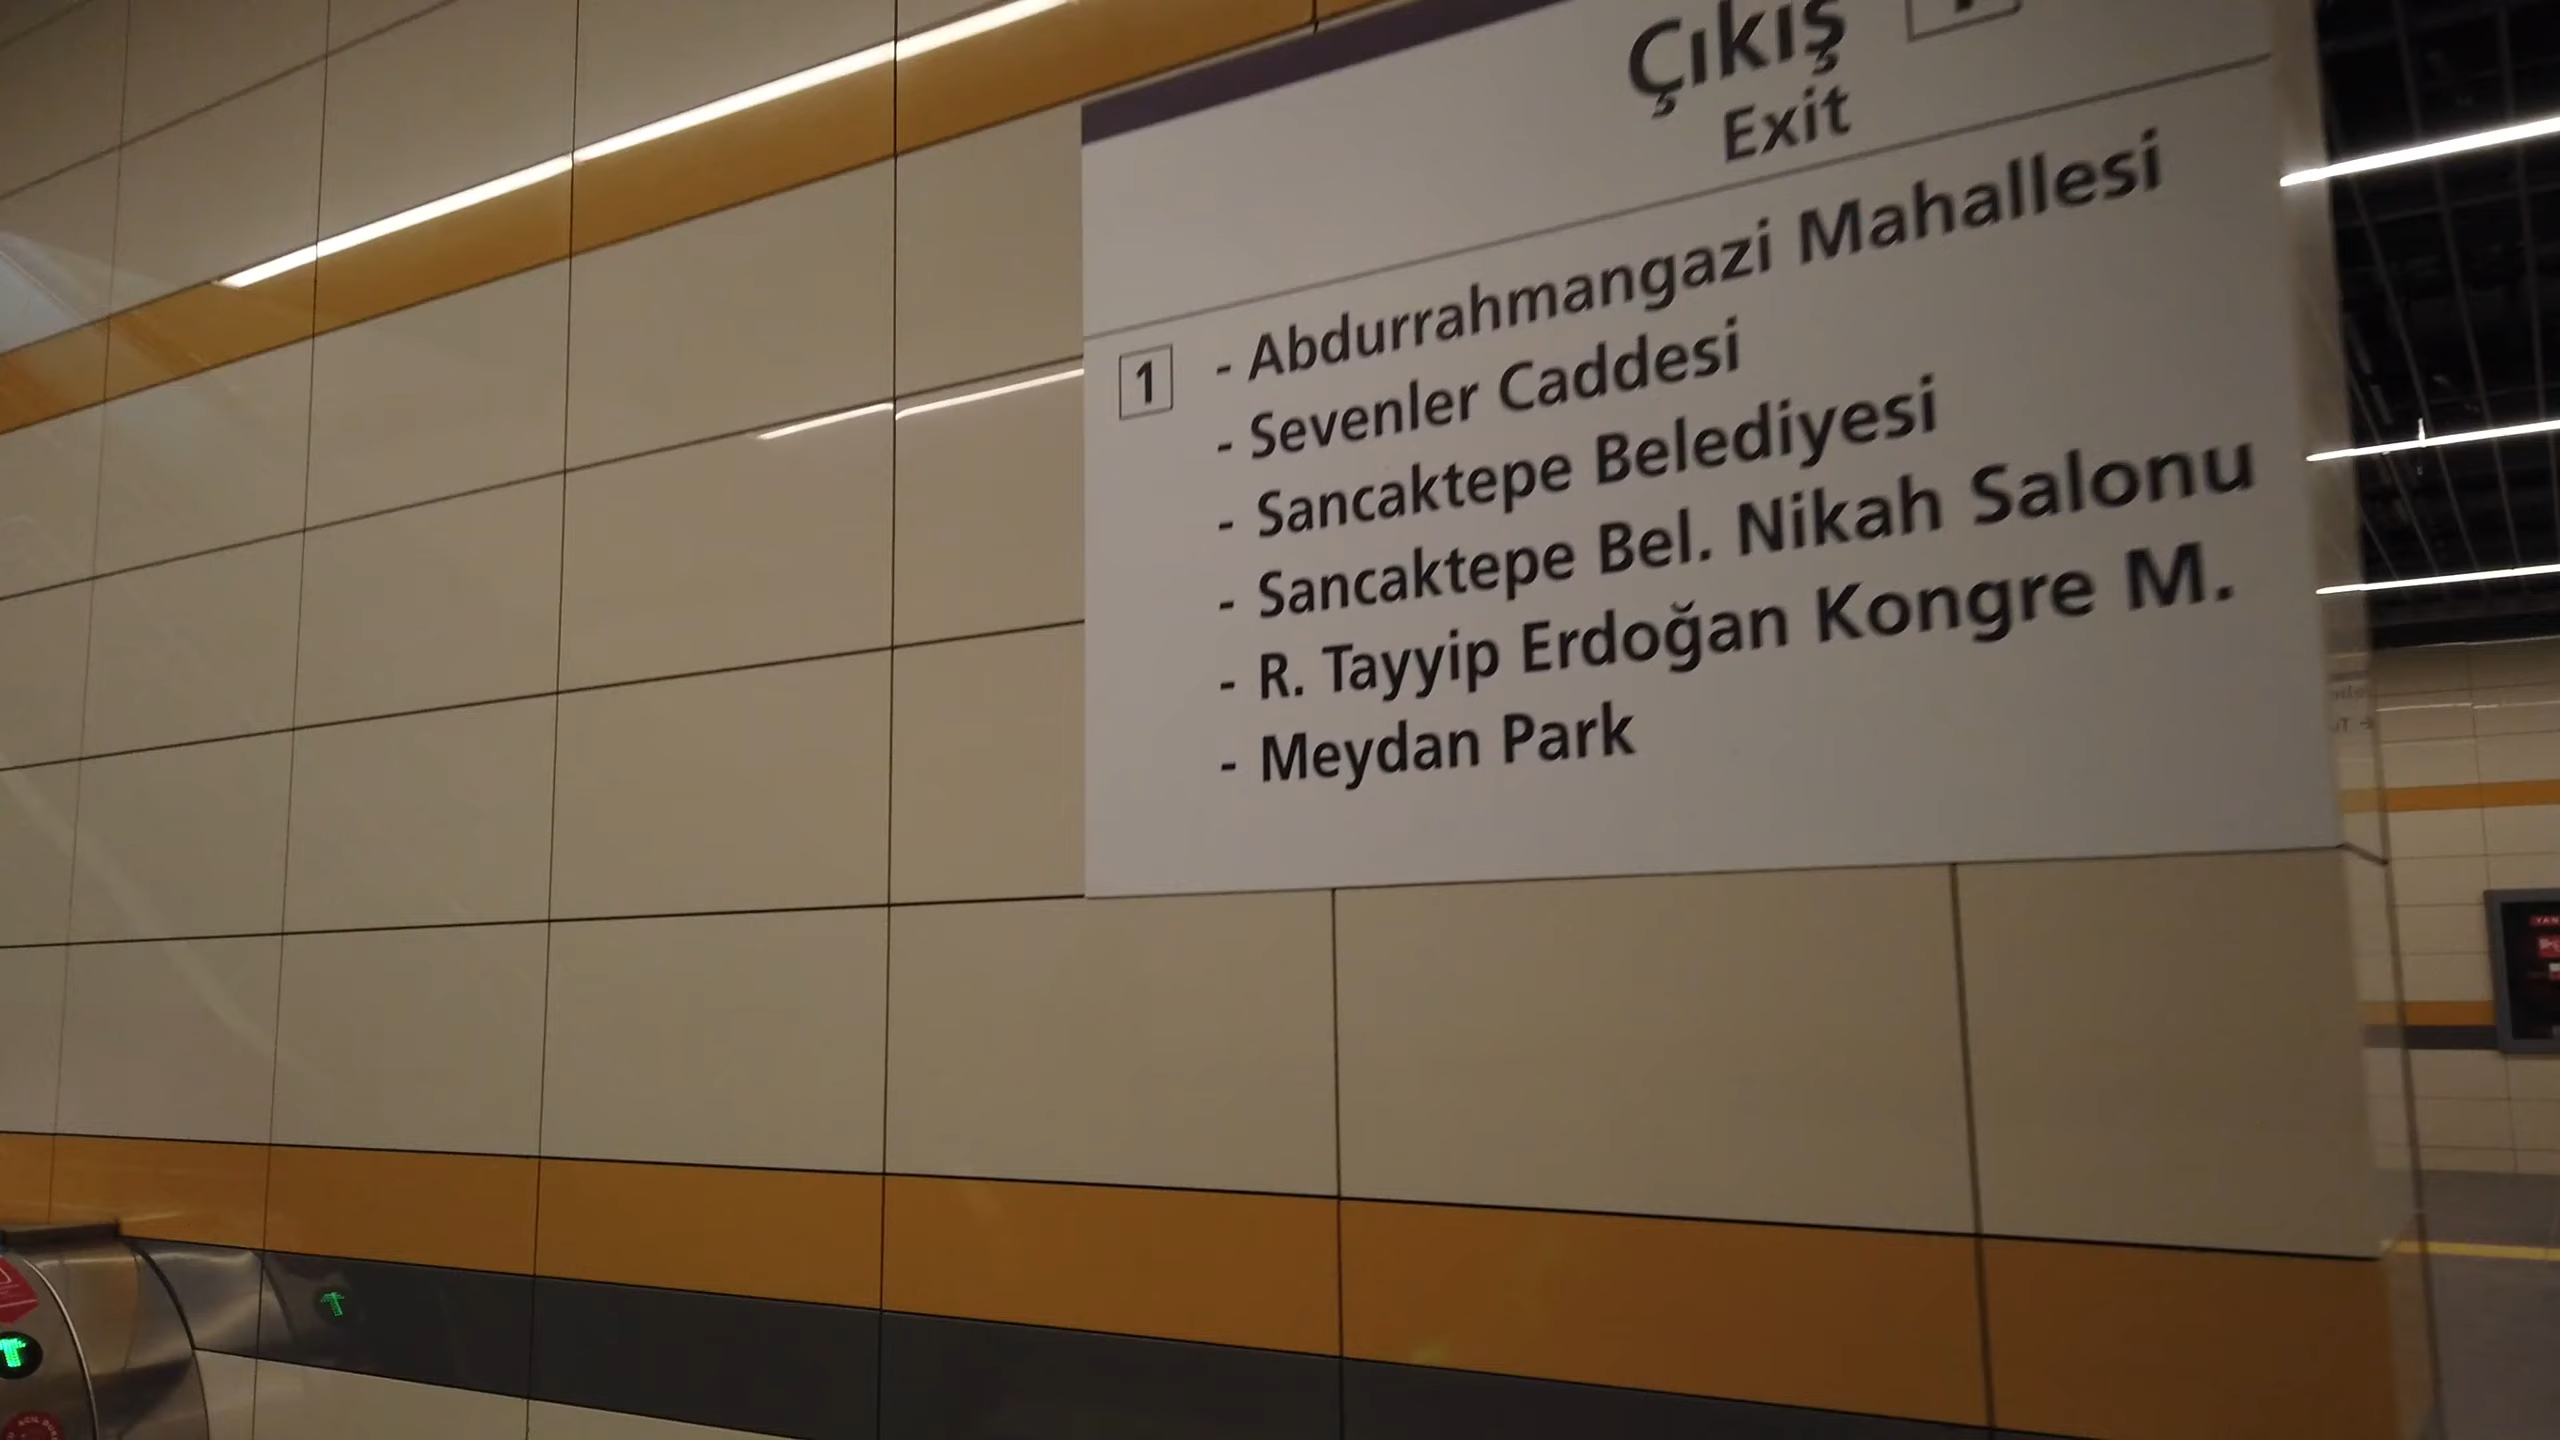 Çıkış
Exit
1 - Abdurrahmangazi Mahallesi
- Sevenler Caddesi
- Sancaktepe Belediyesi
- Sancaktepe Bel. Nikah Salonu
- R. Tayyip Erdoğan Kongre M.
- Meydan Park